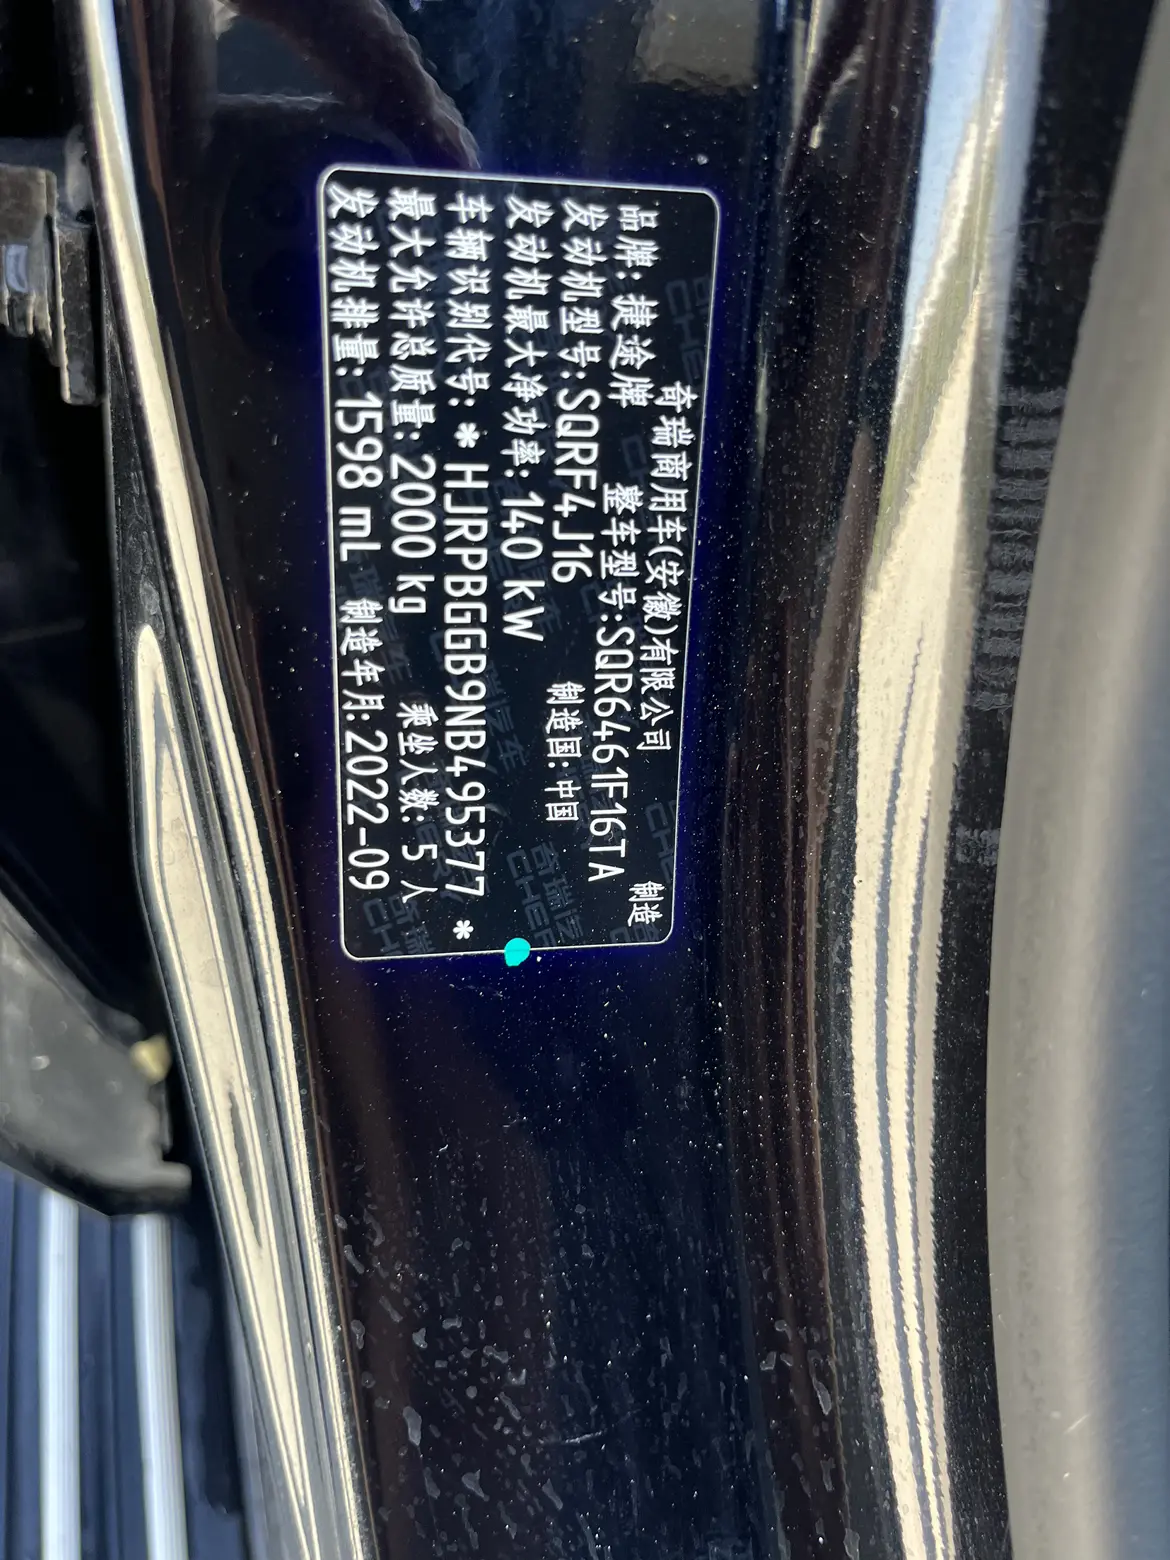 奇瑞商用车(安徽)有限公司 制造
品牌: 捷途牌 整车型号:SQR6461F16TA
发动机型号:SQRF4J16 制造国:中国
发动机最大净功率: 140 kW
车辆识别代号: *HJRPBGGB9NB495377*
最大允许总质量: 2000 kg 乘坐人数: 5 人
发动机排量: 1598 mL 制造年月: 2022-09